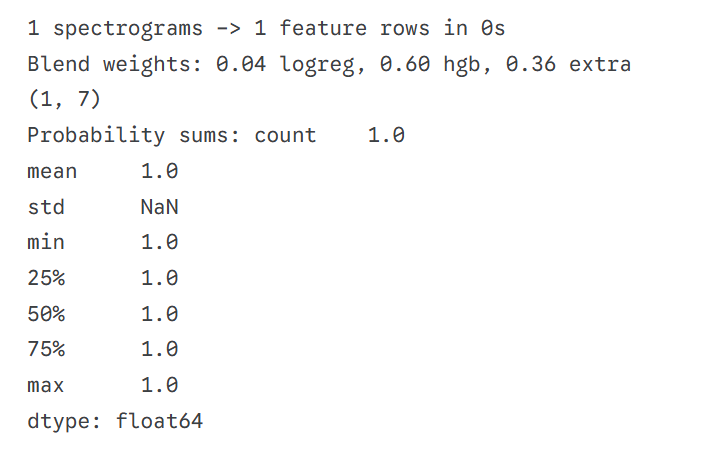 1 spectrograms -> 1 feature rows in 0s
Blend weights: 0.04 logreg, 0.60 hgb, 0.36 extra
(1, 7)
Probability sums: count    1.0
mean     1.0
std      NaN
min      1.0
25%      1.0
50%      1.0
75%      1.0
max      1.0
dtype: float64